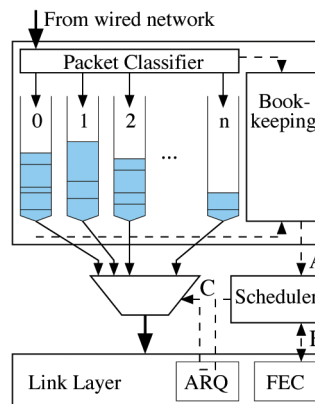 From wired network
Packet Classifier
0 1 2 ... n
Book-
keeping
A
C
Scheduler
B
Link Layer
ARQ
FEC